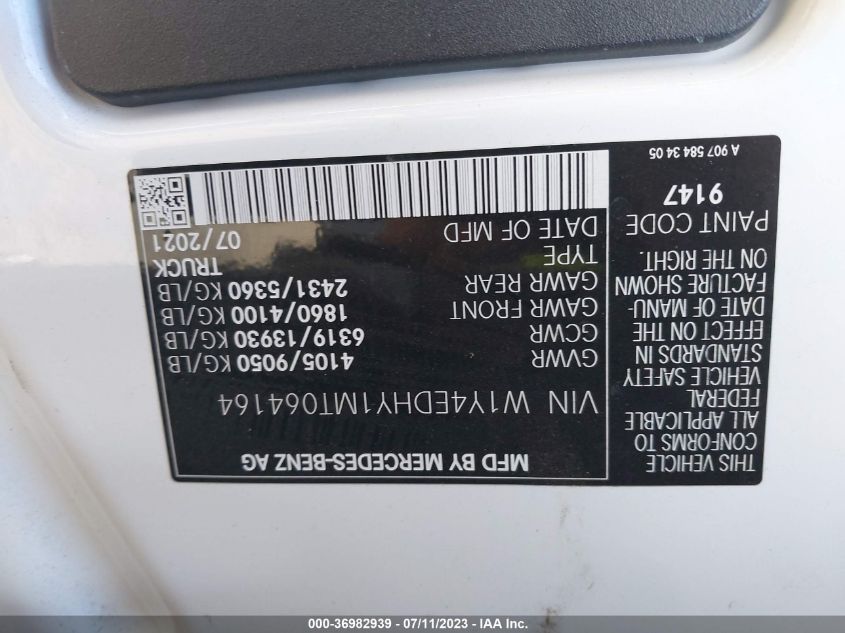 MFD BY MERCEDES-BENZ AG
VIN W1Y4EDHY1MT064164
GVWR 4105/9050 KG/LB
GCWR 6319/13930 KG/LB
GAWR FRONT 1860/4100 KG/LB
GAWR REAR 2431/5360 KG/LB
TYPE TRUCK
DATE OF MFD 07/2021
THIS VEHICLE
CONFORMS TO
ALL APPLICABLE
FEDERAL
VEHICLE SAFETY
STANDARDS IN
EFFECT ON THE
DATE OF MANU-
FACTURE SHOWN
ON THE RIGHT.
PAINT CODE
9147
A 907 584 34 05
000-36982939 - 07/11/2023 - IAA Inc.